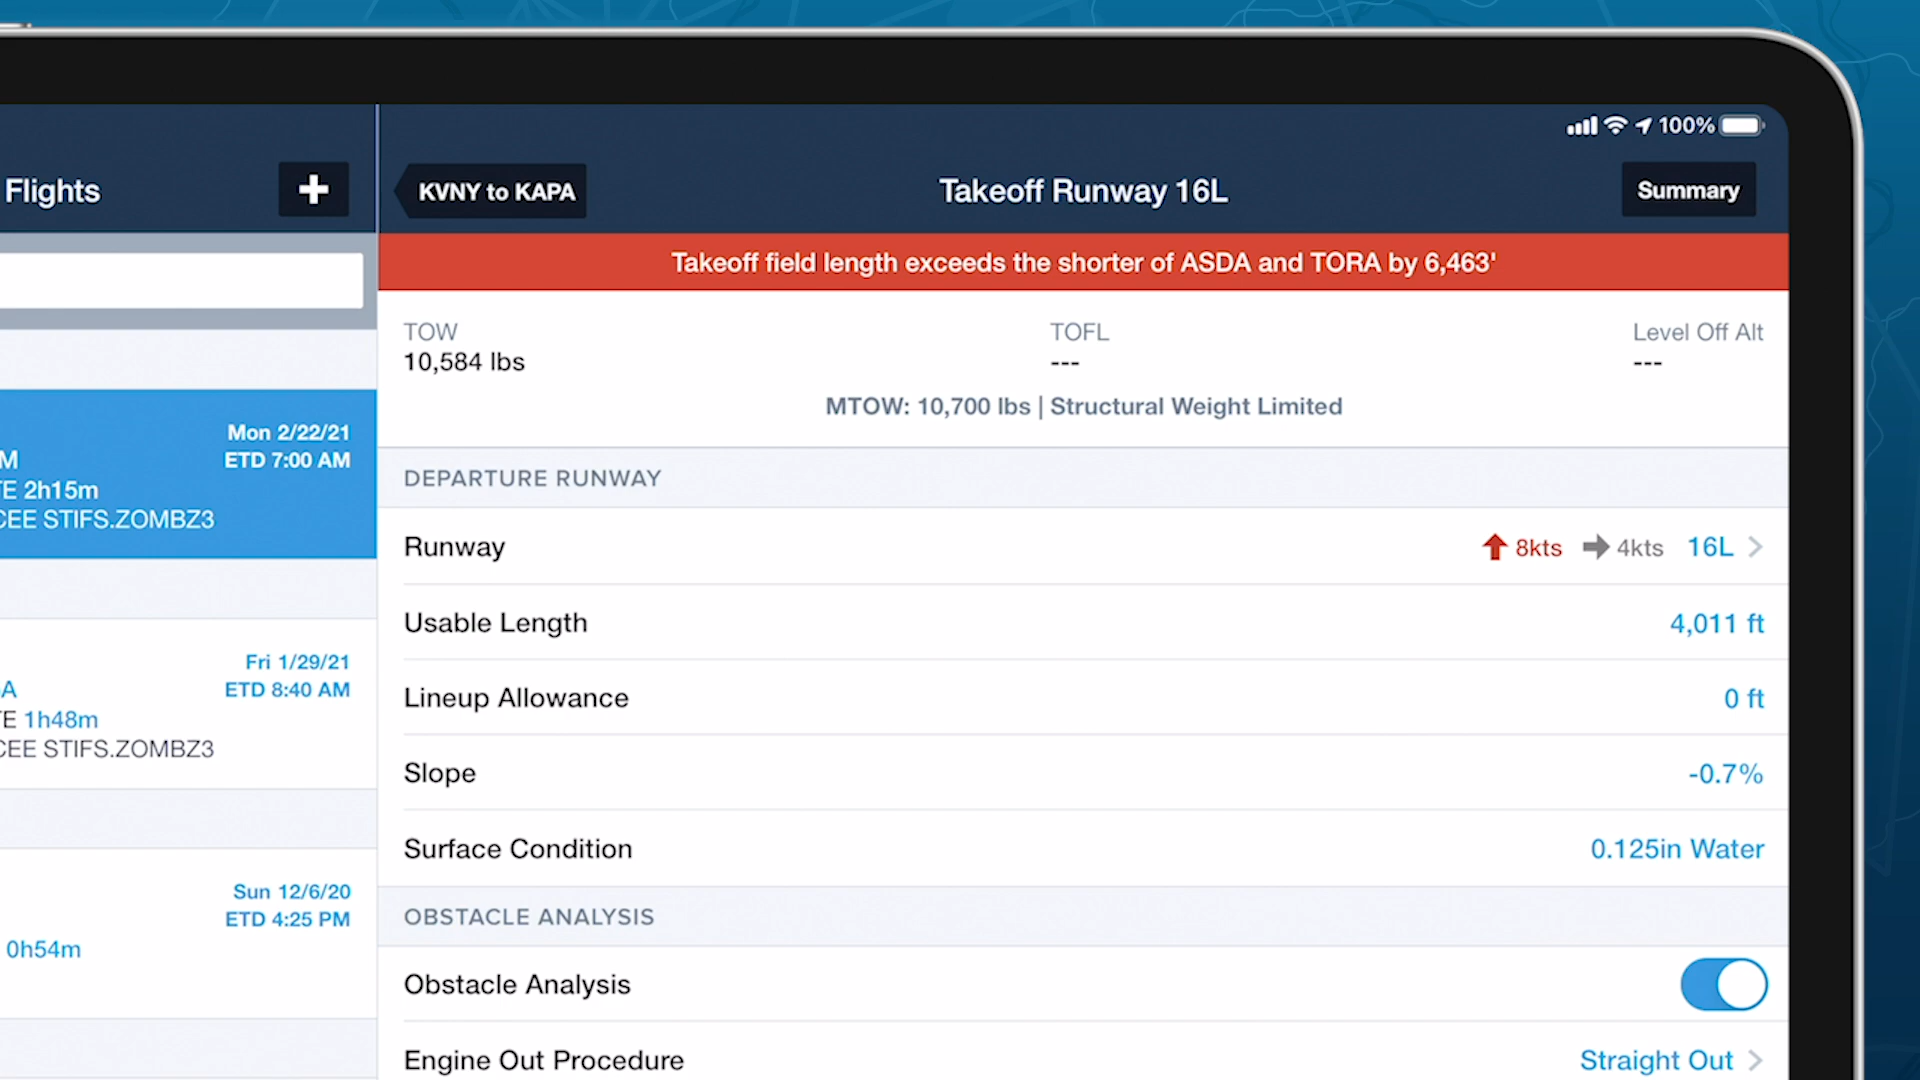 100%
Flights
KVNY to KAPA
Takeoff Runway 16L
Summary
Takeoff field length exceeds the shorter of ASDA and TORA by 6,463'
TOW
10,584 lbs
TOFL
---
Level Off Alt
---
MTOW: 10,700 lbs | Structural Weight Limited
Mon 2/22/21
ETD 7:00 AM
M
E 2h15m
CEE STIFS.ZOMBZ3
Fri 1/29/21
ETD 8:40 AM
A
E 1h48m
CEE STIFS.ZOMBZ3
Sun 12/6/20
ETD 4:25 PM
0h54m
DEPARTURE RUNWAY
Runway
8kts
4kts
16L
Usable Length
4,011 ft
Lineup Allowance
0 ft
Slope
-0.7%
Surface Condition
0.125in Water
OBSTACLE ANALYSIS
Obstacle Analysis
Engine Out Procedure
Straight Out